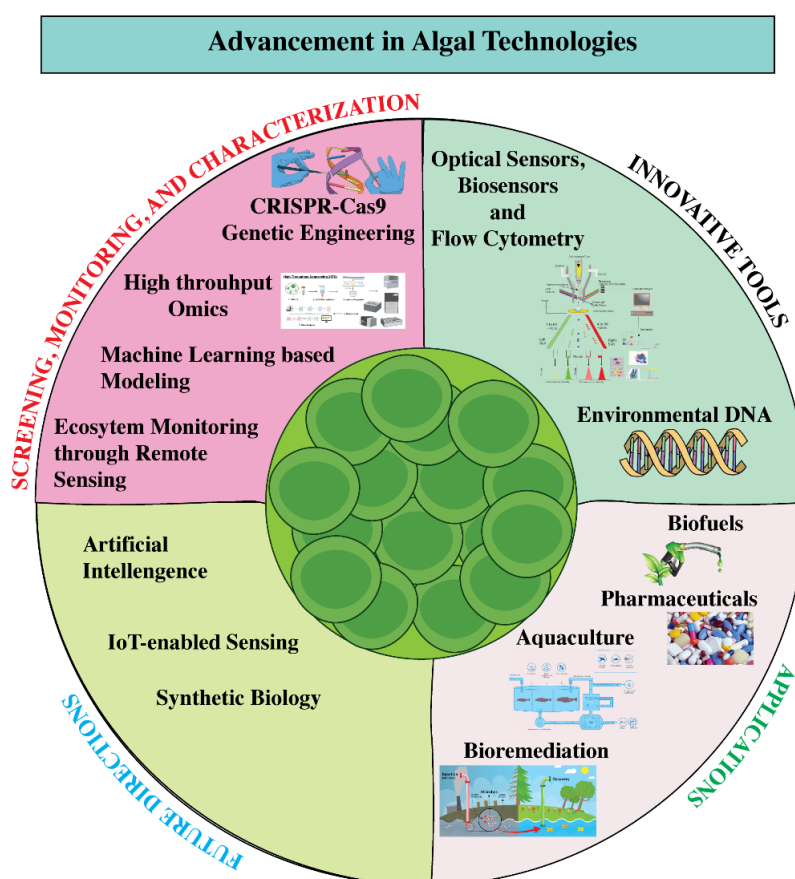 Advancement in Algal Technologies
SCREENING, MONITORING, AND CHARACTERIZATION
CRISPR-Cas9
Genetic Engineering
High throuhput
Omics
Machine Learning based
Modeling
Ecosytem Monitoring
through Remote
Sensing
INNOVATIVE TOOLS
Optical Sensors,
Biosensors
and
Flow Cytometry
Environmental DNA
Artificial
Intellengence
IoT-enabled Sensing
Synthetic Biology
FUTURE DIRECTIONS
Biofuels
Pharmaceuticals
Aquaculture
Bioremediation
APPLICATIONS